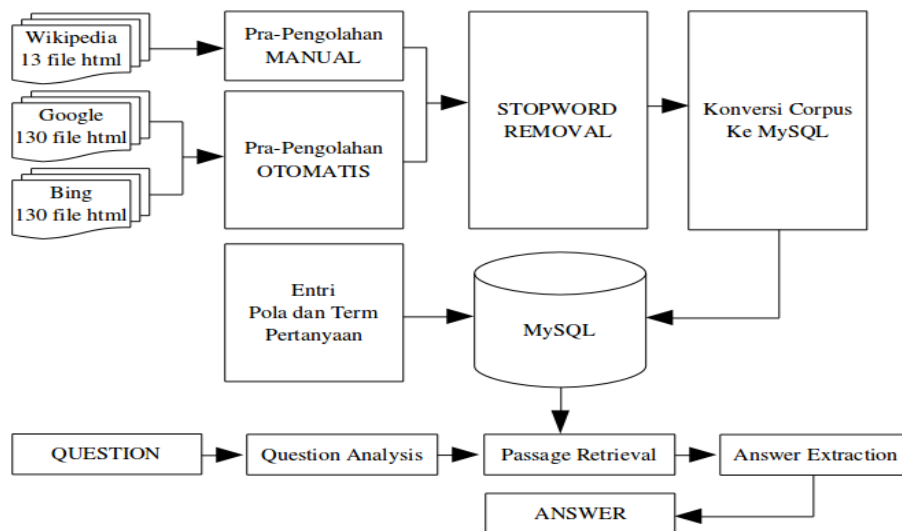 Wikipedia
13 file html
Pra-Pengolahan
MANUAL
Google
130 file html
Bing
130 file html
Pra-Pengolahan
OTOMATIS
STOPWORD
REMOVAL
Konversi Corpus
Ke MySQL
Entri
Pola dan Term
Pertanyaan
MySQL
QUESTION
Question Analysis
Passage Retrieval
Answer Extraction
ANSWER